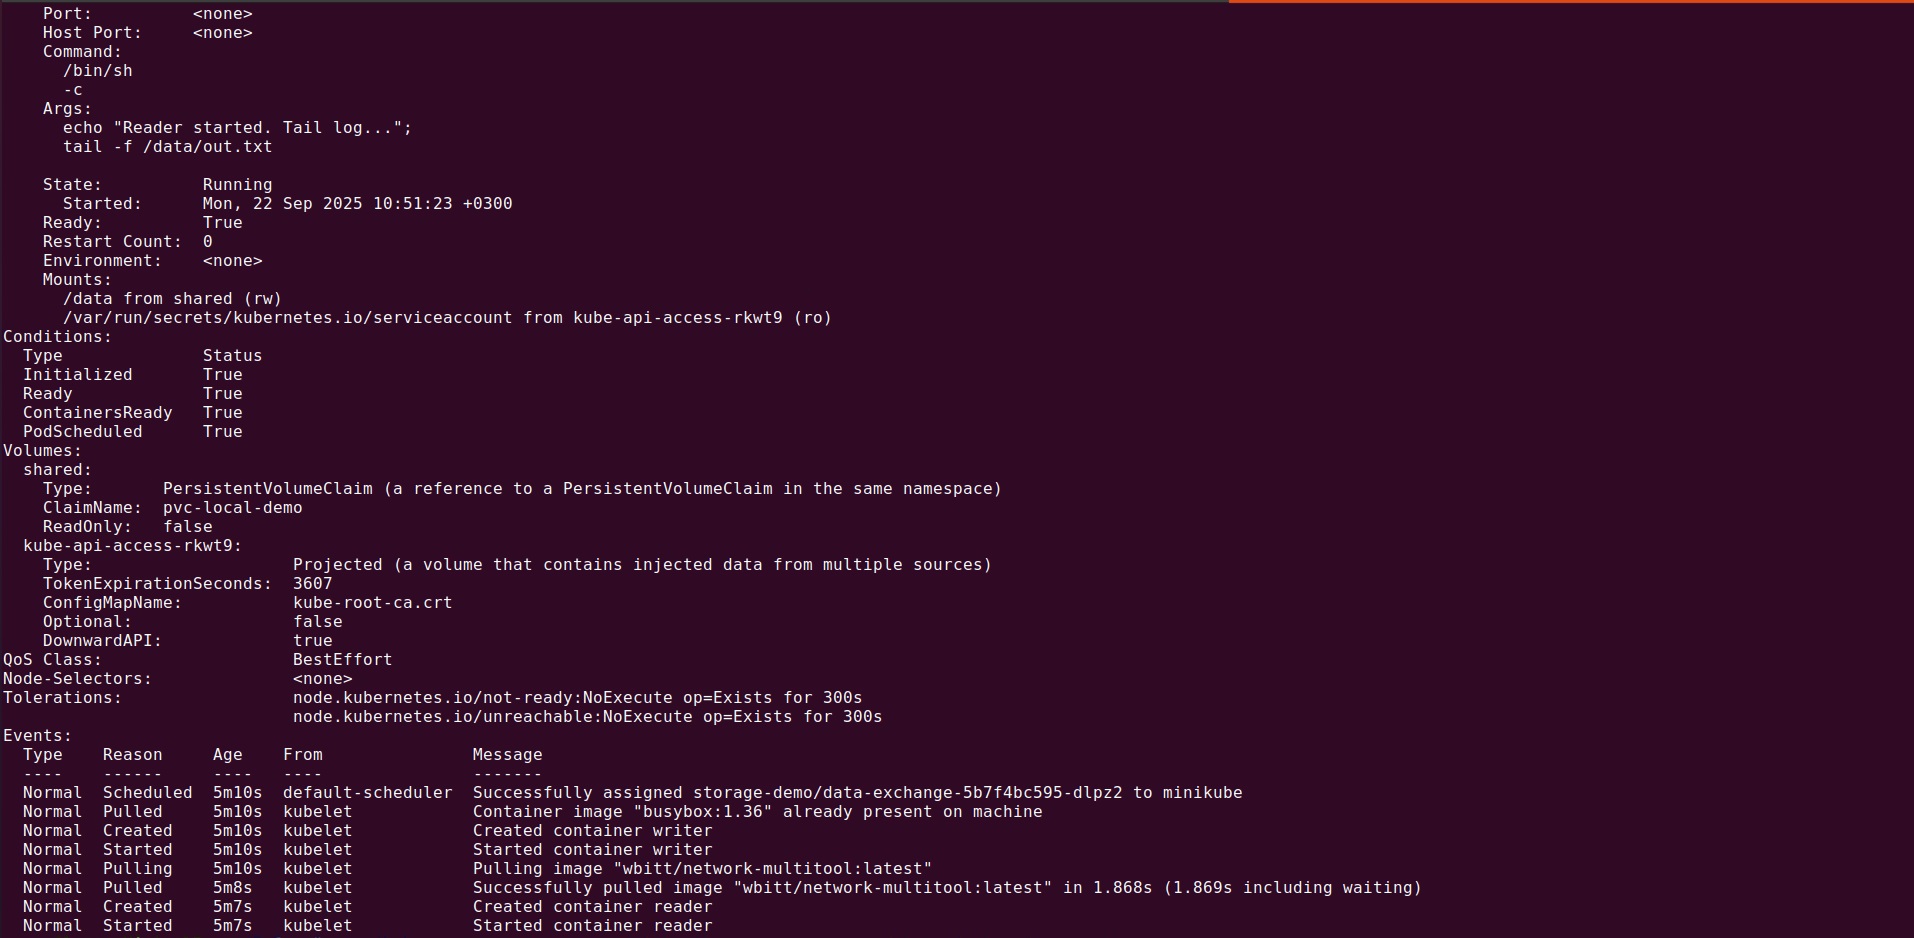 Port:          <none>
    Host Port:     <none>
    Command:
      /bin/sh
      -c
    Args:
      echo "Reader started. Tail log...";
      tail -f /data/out.txt

    State:          Running
      Started:      Mon, 22 Sep 2025 10:51:23 +0300
    Ready:          True
    Restart Count:  0
    Environment:    <none>
    Mounts:
      /data from shared (rw)
      /var/run/secrets/kubernetes.io/serviceaccount from kube-api-access-rkwt9 (ro)
Conditions:
  Type              Status
  Initialized       True
  Ready             True
  ContainersReady   True
  PodScheduled      True
Volumes:
  shared:
    Type:       PersistentVolumeClaim (a reference to a PersistentVolumeClaim in the same namespace)
    ClaimName:  pvc-local-demo
    ReadOnly:   false
  kube-api-access-rkwt9:
    Type:                    Projected (a volume that contains injected data from multiple sources)
    TokenExpirationSeconds:  3607
    ConfigMapName:           kube-root-ca.crt
    Optional:                false
    DownwardAPI:             true
QoS Class:                   BestEffort
Node-Selectors:              <none>
Tolerations:                 node.kubernetes.io/not-ready:NoExecute op=Exists for 300s
                             node.kubernetes.io/unreachable:NoExecute op=Exists for 300s
Events:
  Type    Reason     Age    From               Message
  ----    ------     ----   ----               -------
  Normal  Scheduled  5m10s  default-scheduler  Successfully assigned storage-demo/data-exchange-5b7f4bc595-dlpz2 to minikube
  Normal  Pulled     5m10s  kubelet            Container image "busybox:1.36" already present on machine
  Normal  Created    5m10s  kubelet            Created container writer
  Normal  Started    5m10s  kubelet            Started container writer
  Normal  Pulling    5m10s  kubelet            Pulling image "wbitt/network-multitool:latest"
  Normal  Pulled     5m8s   kubelet            Successfully pulled image "wbitt/network-multitool:latest" in 1.868s (1.869s including waiting)
  Normal  Created    5m7s   kubelet            Created container reader
  Normal  Started    5m7s   kubelet            Started container reader